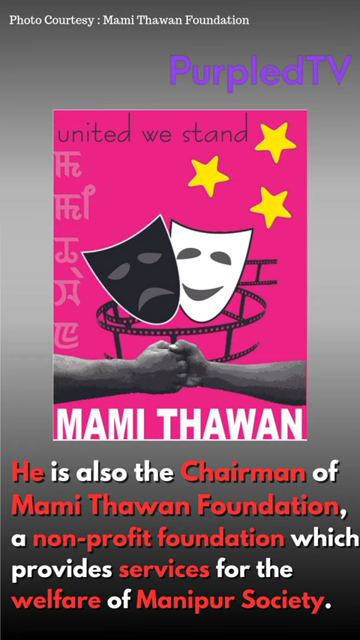 Photo Courtesy : Mami Thawan Foundation
PurpledTV
united we stand
MAMI THAWAN
He is also the Chairman of
Mami Thawan Foundation,
a non-profit foundation which
provides services for the
welfare of Manipur Society.